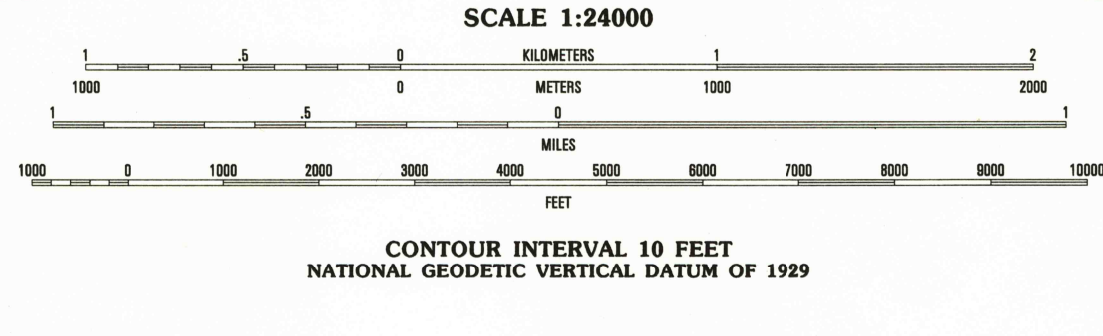 SCALE 1:24000
1 .5 0 KILOMETERS 1 2
1000 0 METERS 1000 2000
1 .5 0 1
MILES
1000 0 1000 2000 3000 4000 5000 6000 7000 8000 9000 10000
FEET
CONTOUR INTERVAL 10 FEET
NATIONAL GEODETIC VERTICAL DATUM OF 1929